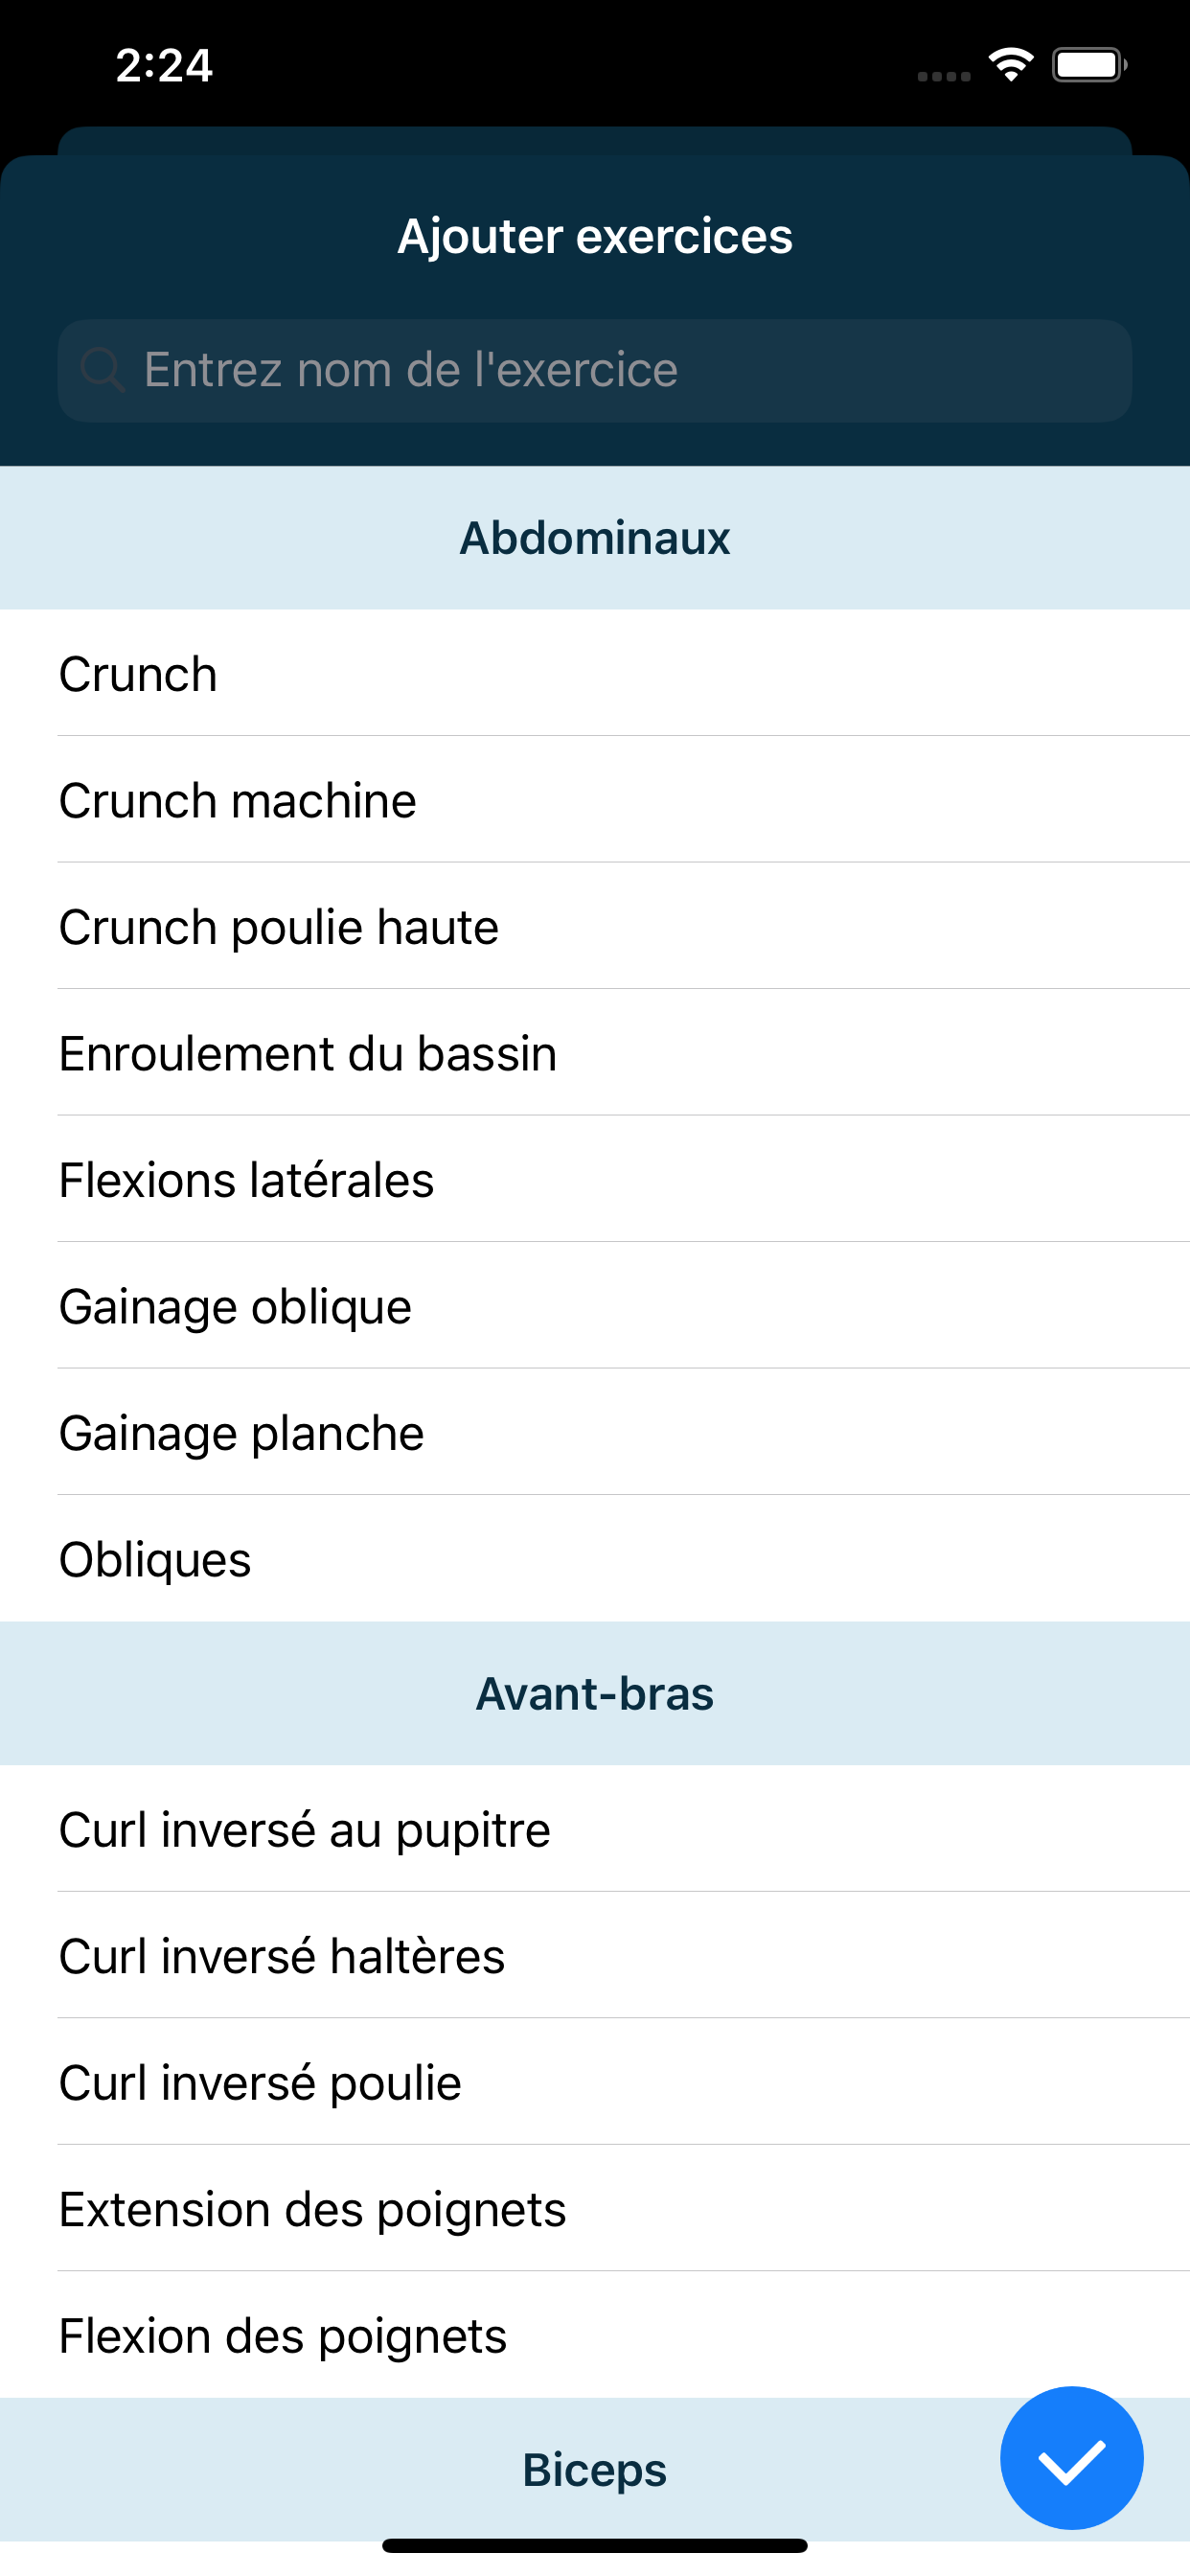 2:24
Ajouter exercices
Entrez nom de l'exercice
Abdominaux
Crunch
Crunch machine
Crunch poulie haute
Enroulement du bassin
Flexions latérales
Gainage oblique
Gainage planche
Obliques
Avant-bras
Curl inversé au pupitre
Curl inversé haltères
Curl inversé poulie
Extension des poignets
Flexion des poignets
Biceps